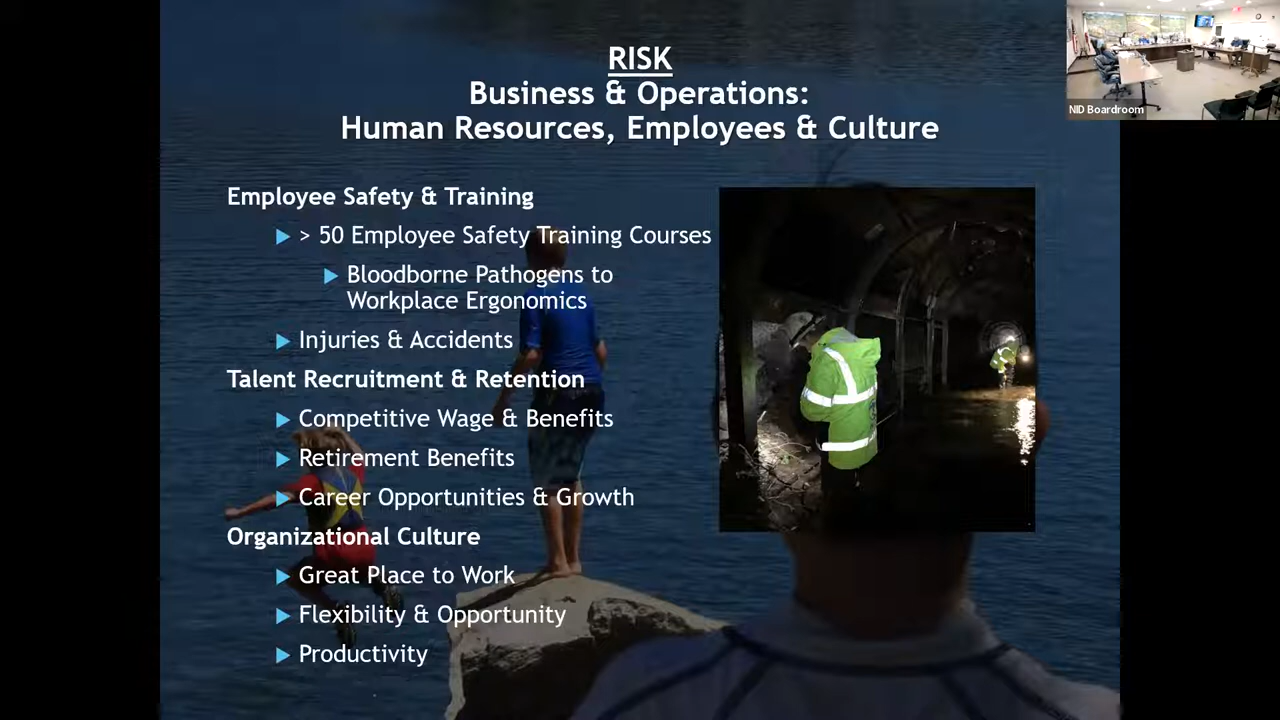 RISK
Business & Operations:
Human Resources, Employees & Culture
NID Boardroom
Employee Safety & Training
> 50 Employee Safety Training Courses
Bloodborne Pathogens to
Workplace Ergonomics
Injuries & Accidents
Talent Recruitment & Retention
Competitive Wage & Benefits
Retirement Benefits
Career Opportunities & Growth
Organizational Culture
Great Place to Work
Flexibility & Opportunity
Productivity